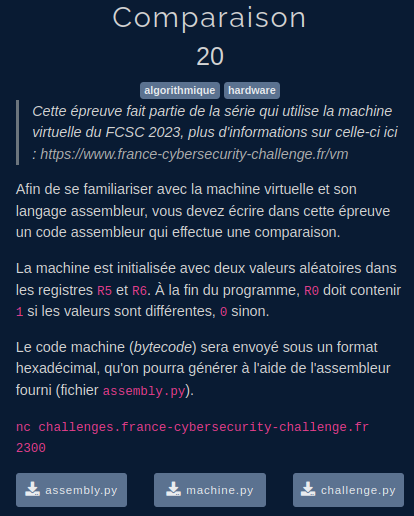 Comparaison
20
algorithmique hardware
Cette épreuve fait partie de la série qui utilise la machine
virtuelle du FCSC 2023, plus d'informations sur celle-ci ici
: https://www.france-cybersecurity-challenge.fr/vm
Afin de se familiariser avec la machine virtuelle et son
langage assembleur, vous devez écrire dans cette épreuve
un code assembleur qui effectue une comparaison.
La machine est initialisée avec deux valeurs aléatoires dans
les registres R5 et R6. À la fin du programme, R0 doit contenir
1 si les valeurs sont différentes, 0 sinon.
Le code machine (bytecode) sera envoyé sous un format
hexadécimal, qu'on pourra générer à l'aide de l'assembleur
fourni (fichier assembly.py).
nc challenges.france-cybersecurity-challenge.fr
2300
assembly.py machine.py challenge.py